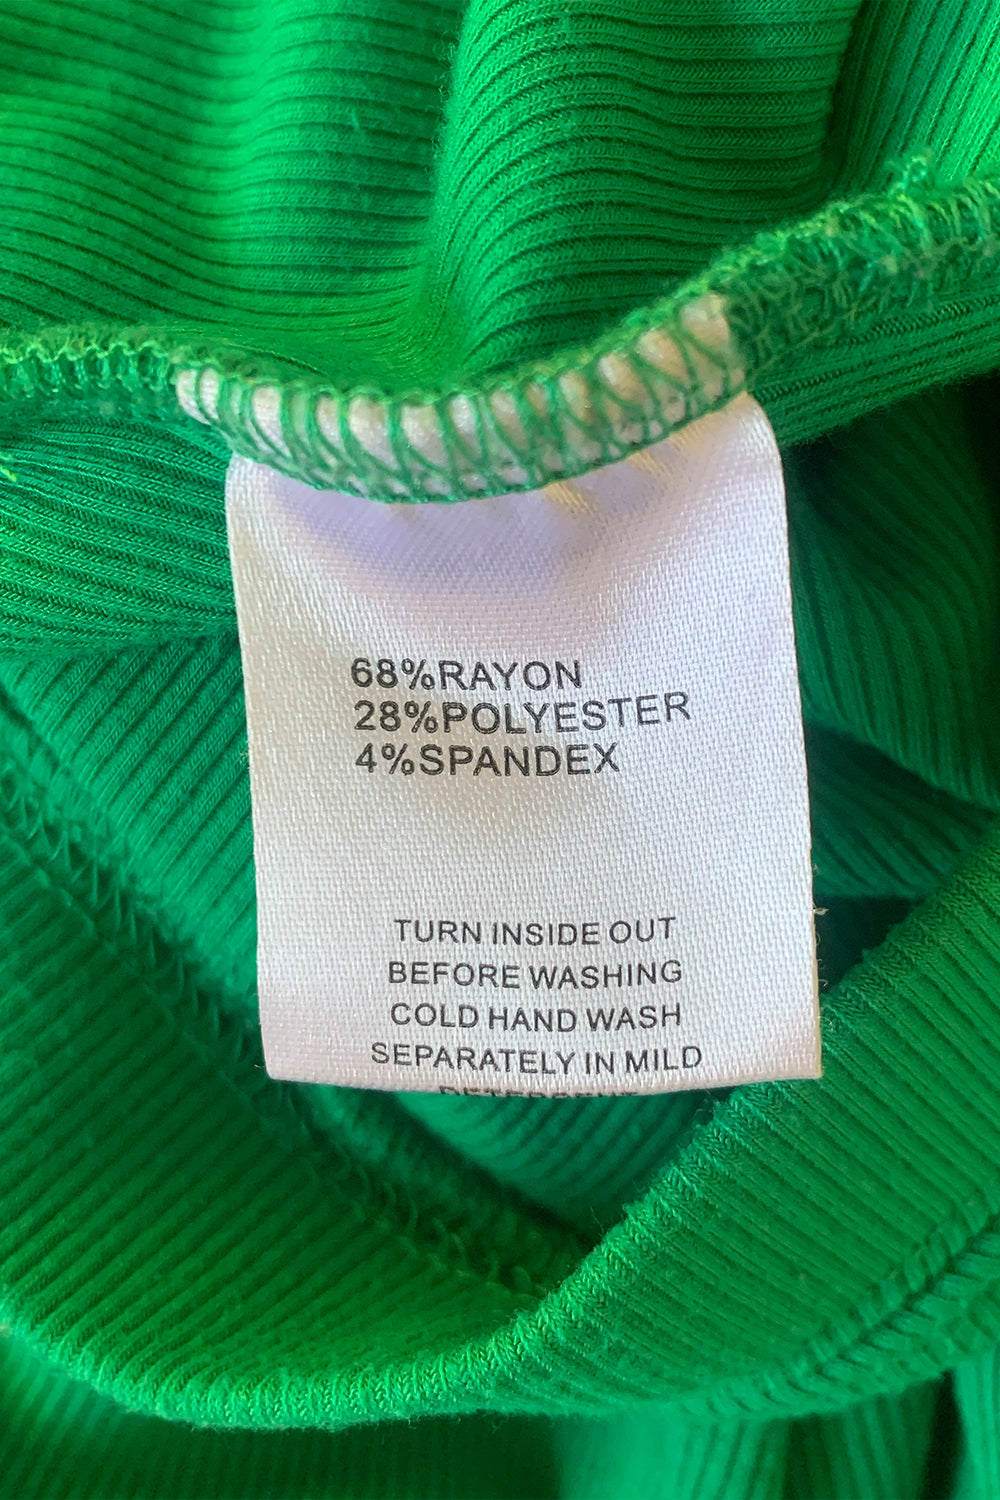 68%RAYON
28%POLYESTER
4%SPANDEX
TURN INSIDE OUT
BEFORE WASHING
COLD HAND WASH
SEPARATELY IN MILD